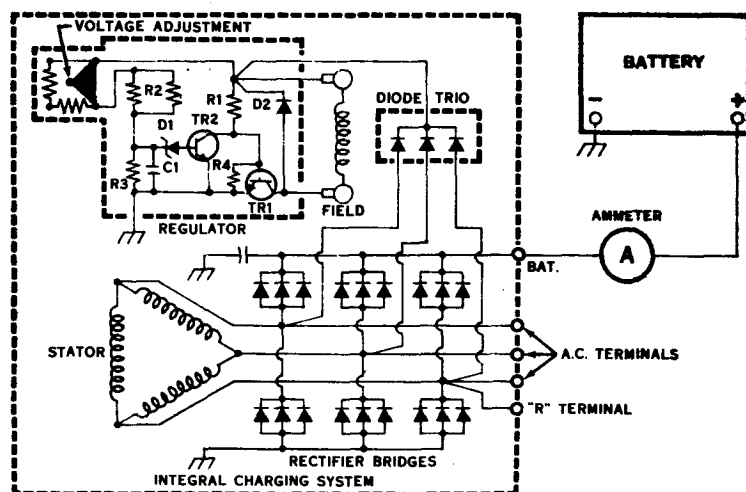 VOLTAGE ADJUSTMENT
R2
R1
D2
D1
TR2
C1
R3
R4
TR1
REGULATOR
FIELD
DIODE TRIO
BATTERY
-
+
AMMETER
A
BAT.
STATOR
A.C. TERMINALS
"R" TERMINAL
RECTIFIER BRIDGES
INTEGRAL CHARGING SYSTEM